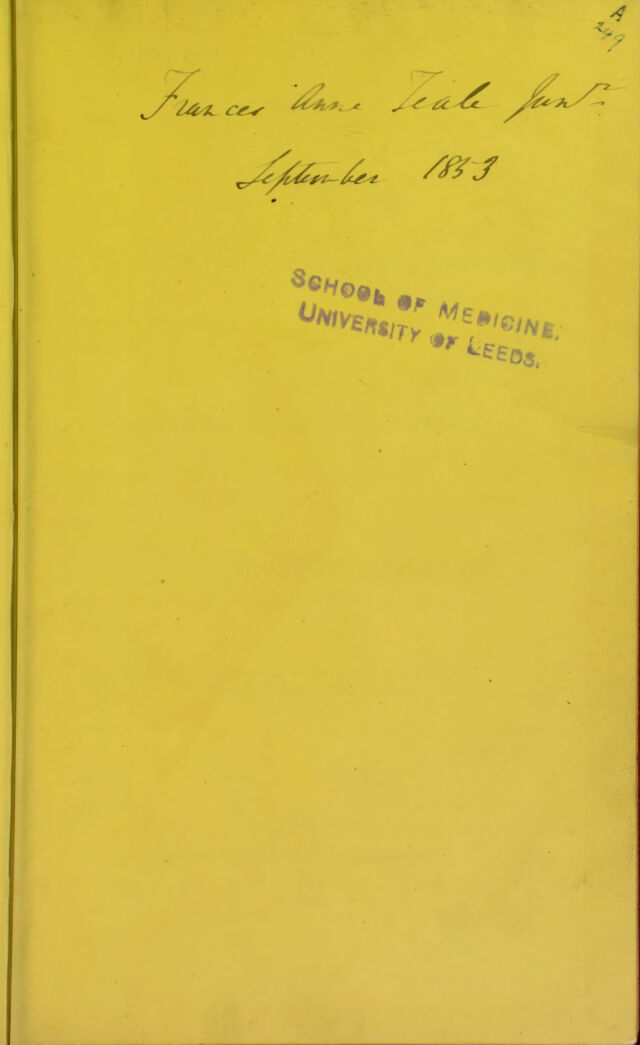 A
249
Frances Anne Teale Junr
September 1853
SCHOOL OF MEDICINE,
UNIVERSITY OF LEEDS.